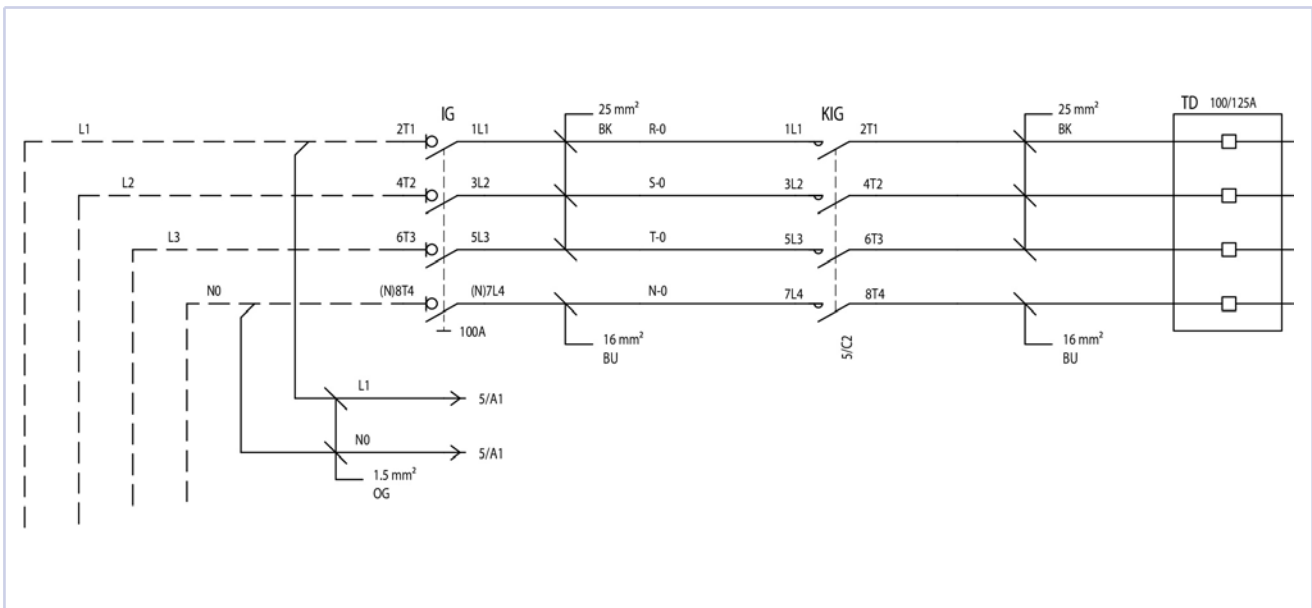 IG
25 mm²
BK
KIG
25 mm²
BK
TD 100/125A
L1
2T1
1L1
R-0
1L1
2T1
L2
4T2
3L2
S-0
3L2
4T2
L3
6T3
5L3
T-0
5L3
6T3
N0
(N)8T4
(N)7L4
N-0
7L4
8T4
100A
16 mm²
BU
5/C2
16 mm²
BU
L1
5/A1
N0
5/A1
1.5 mm²
OG